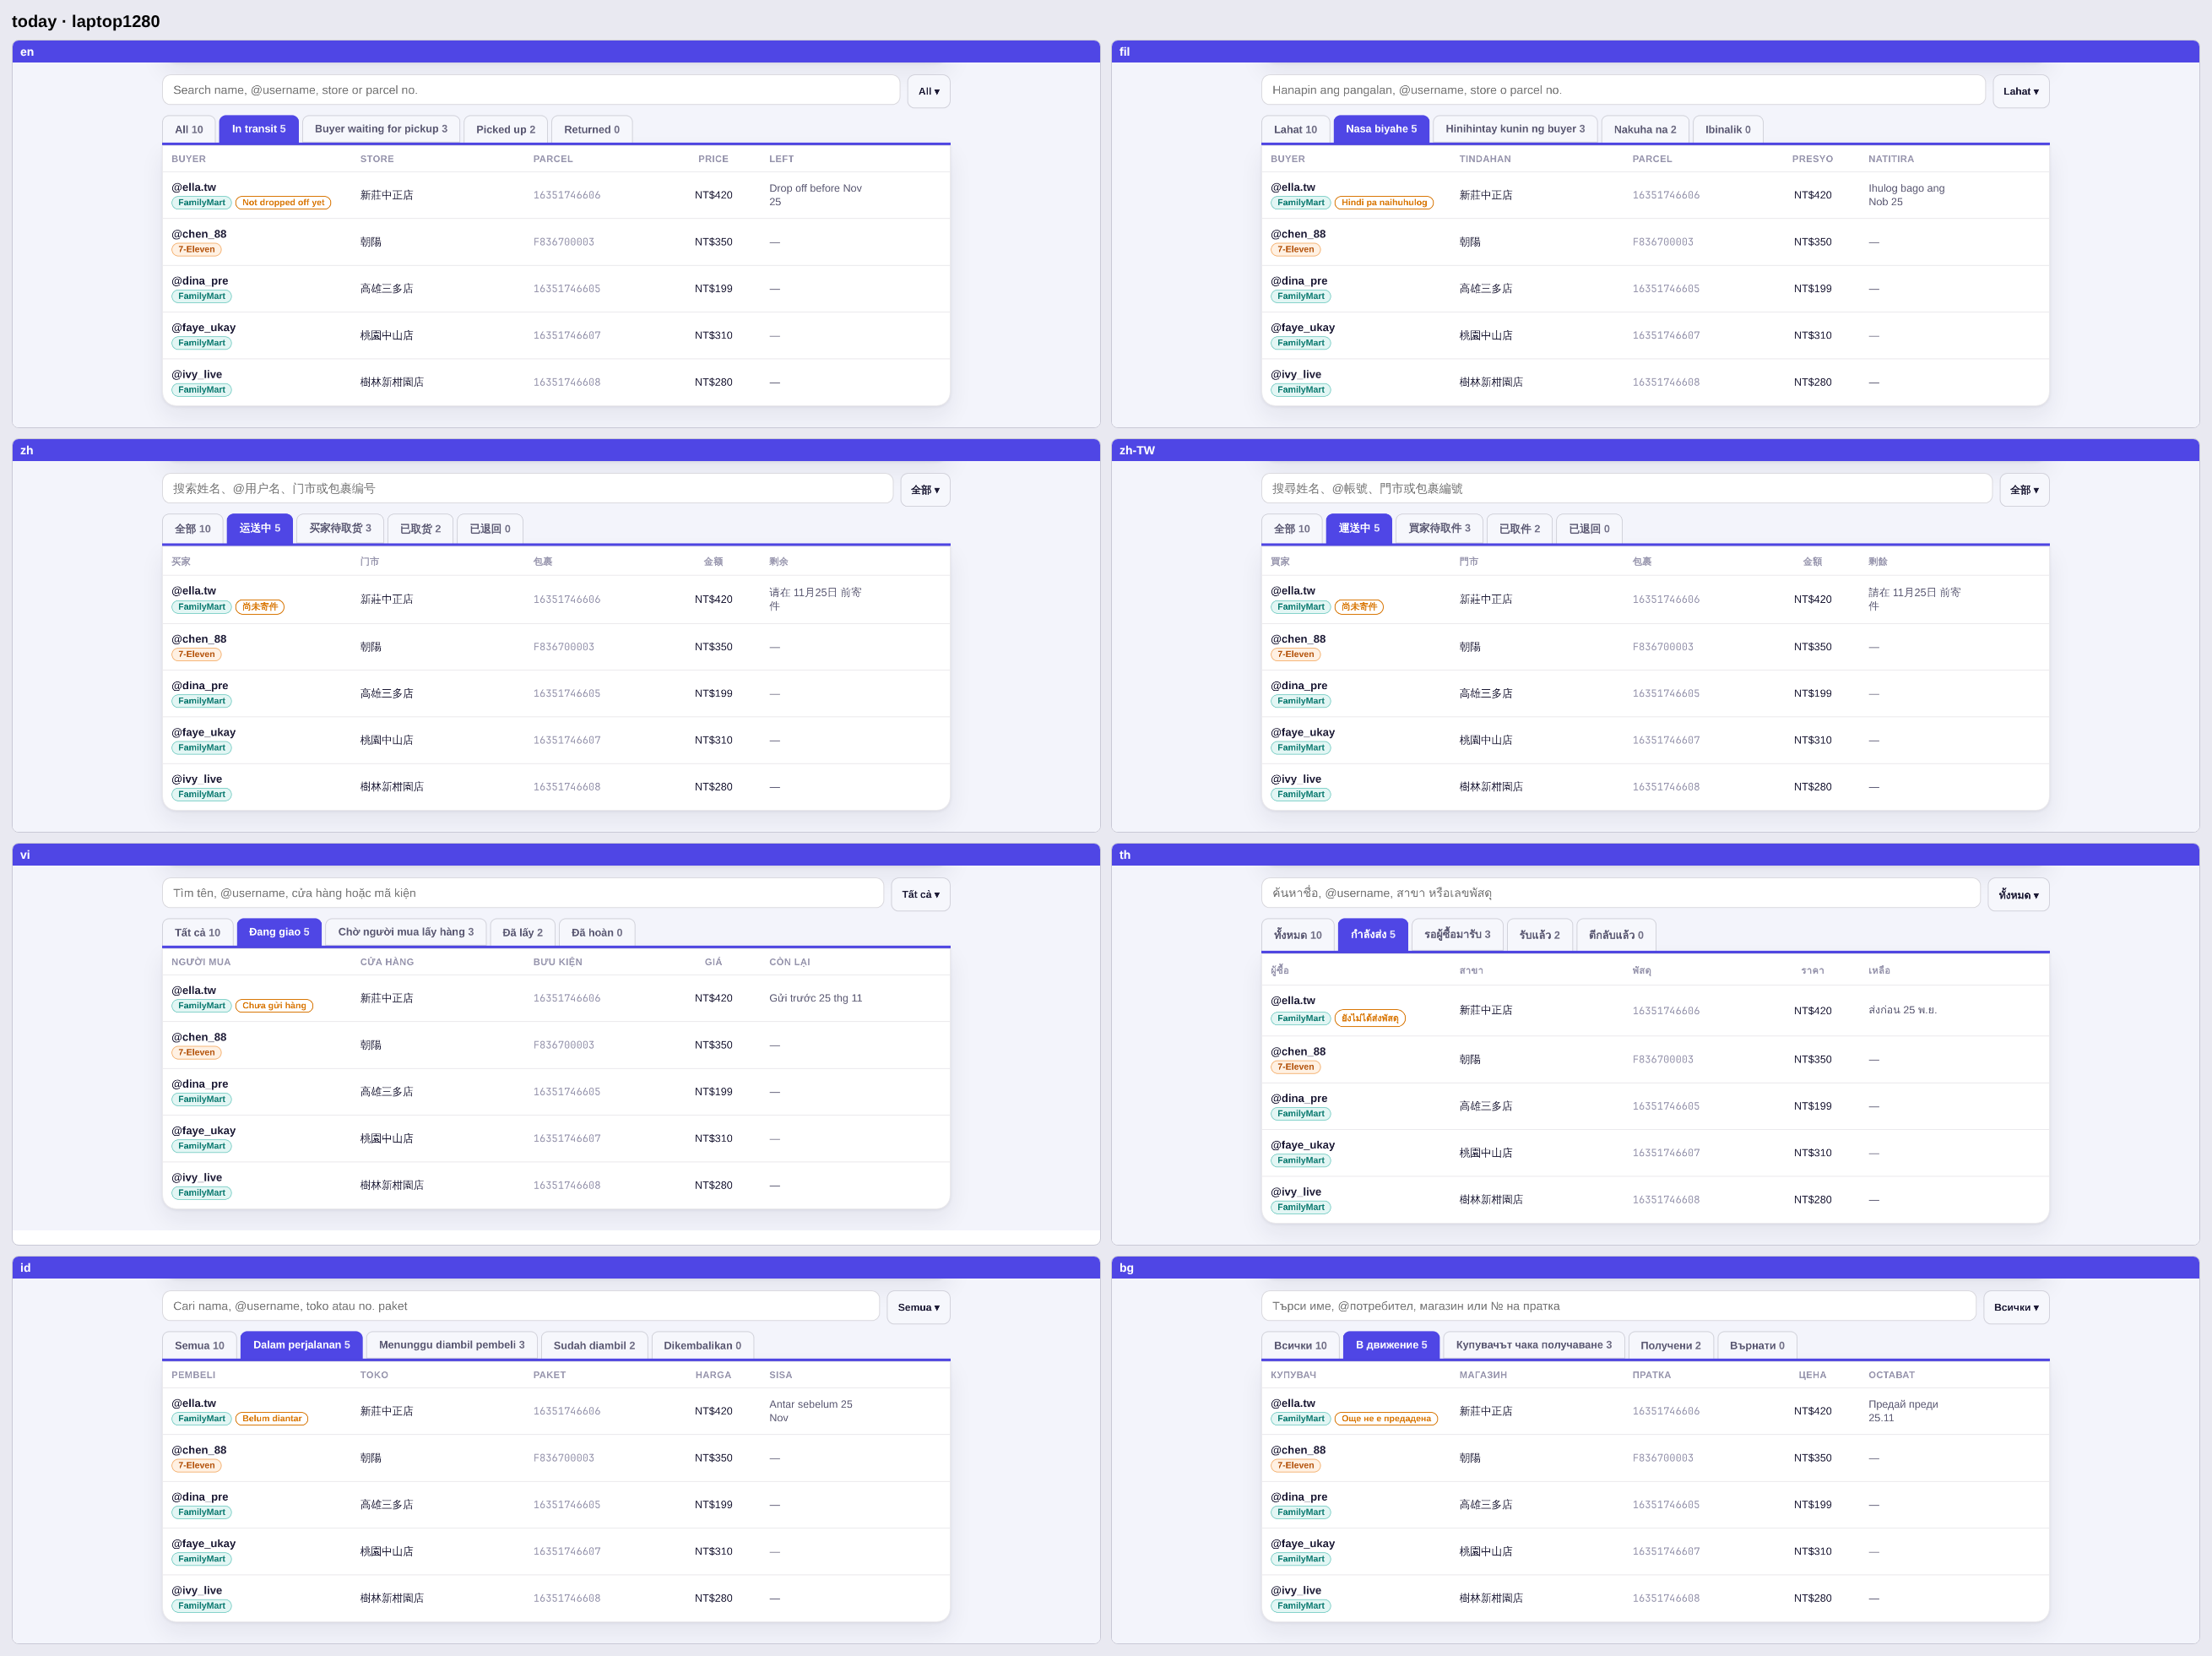 today · laptop1280
en
Search name, @username, store or parcel no.
All ▾
All 10 In transit 5 Buyer waiting for pickup 3 Picked up 2 Returned 0
BUYER STORE PARCEL PRICE LEFT
@ella.tw
FamilyMart Not dropped off yet
新莊中正店 16351746606 NT$420
Drop off before Nov
25
@chen_88
7-Eleven
朝陽 F836700003 NT$350 —
@dina_pre
FamilyMart
高雄三多店 16351746605 NT$199 —
@faye_ukay
FamilyMart
桃園中山店 16351746607 NT$310 —
@ivy_live
FamilyMart
樹林新柑園店 16351746608 NT$280 —
fil
Hanapin ang pangalan, @username, store o parcel no.
Lahat ▾
Lahat 10 Nasa biyahe 5 Hinihintay kunin ng buyer 3 Nakuha na 2 Ibinalik 0
BUYER TINDAHAN PARCEL PRESYO NATITIRA
@ella.tw
FamilyMart Hindi pa naihuhulog
新莊中正店 16351746606 NT$420
Ihulog bago ang
Nob 25
@chen_88
7-Eleven
朝陽 F836700003 NT$350 —
@dina_pre
FamilyMart
高雄三多店 16351746605 NT$199 —
@faye_ukay
FamilyMart
桃園中山店 16351746607 NT$310 —
@ivy_live
FamilyMart
樹林新柑園店 16351746608 NT$280 —
zh
搜索姓名、@用户名、门市或包裹编号
全部 ▾
全部 10 运送中 5 买家待取货 3 已取货 2 已退回 0
买家 门市 包裹 金额 剩余
@ella.tw
FamilyMart 尚未寄件
新莊中正店 16351746606 NT$420
请在 11月25日 前寄
件
@chen_88
7-Eleven
朝陽 F836700003 NT$350 —
@dina_pre
FamilyMart
高雄三多店 16351746605 NT$199 —
@faye_ukay
FamilyMart
桃園中山店 16351746607 NT$310 —
@ivy_live
FamilyMart
樹林新柑園店 16351746608 NT$280 —
zh-TW
搜尋姓名、@帳號、門市或包裹編號
全部 ▾
全部 10 運送中 5 買家待取件 3 已取件 2 已退回 0
買家 門市 包裹 金額 剩餘
@ella.tw
FamilyMart 尚未寄件
新莊中正店 16351746606 NT$420
請在 11月25日 前寄
件
@chen_88
7-Eleven
朝陽 F836700003 NT$350 —
@dina_pre
FamilyMart
高雄三多店 16351746605 NT$199 —
@faye_ukay
FamilyMart
桃園中山店 16351746607 NT$310 —
@ivy_live
FamilyMart
樹林新柑園店 16351746608 NT$280 —
vi
Tìm tên, @username, cửa hàng hoặc mã kiện
Tất cả ▾
Tất cả 10 Đang giao 5 Chờ người mua lấy hàng 3 Đã lấy 2 Đã hoàn 0
NGƯỜI MUA CỬA HÀNG BƯU KIỆN GIÁ CÒN LẠI
@ella.tw
FamilyMart Chưa gửi hàng
新莊中正店 16351746606 NT$420 Gửi trước 25 thg 11
@chen_88
7-Eleven
朝陽 F836700003 NT$350 —
@dina_pre
FamilyMart
高雄三多店 16351746605 NT$199 —
@faye_ukay
FamilyMart
桃園中山店 16351746607 NT$310 —
@ivy_live
FamilyMart
樹林新柑園店 16351746608 NT$280 —
th
ค้นหาชื่อ, @username, สาขา หรือเลขพัสดุ
ทั้งหมด ▾
ทั้งหมด 10 กำลังส่ง 5 รอผู้ซื้อมารับ 3 รับแล้ว 2 ตีกลับแล้ว 0
ผู้ซื้อ สาขา พัสดุ ราคา เหลือ
@ella.tw
FamilyMart ยังไม่ได้ส่งพัสดุ
新莊中正店 16351746606 NT$420 ส่งก่อน 25 พ.ย.
@chen_88
7-Eleven
朝陽 F836700003 NT$350 —
@dina_pre
FamilyMart
高雄三多店 16351746605 NT$199 —
@faye_ukay
FamilyMart
桃園中山店 16351746607 NT$310 —
@ivy_live
FamilyMart
樹林新柑園店 16351746608 NT$280 —
id
Cari nama, @username, toko atau no. paket
Semua ▾
Semua 10 Dalam perjalanan 5 Menunggu diambil pembeli 3 Sudah diambil 2 Dikembalikan 0
PEMBELI TOKO PAKET HARGA SISA
@ella.tw
FamilyMart Belum diantar
新莊中正店 16351746606 NT$420
Antar sebelum 25
Nov
@chen_88
7-Eleven
朝陽 F836700003 NT$350 —
@dina_pre
FamilyMart
高雄三多店 16351746605 NT$199 —
@faye_ukay
FamilyMart
桃園中山店 16351746607 NT$310 —
@ivy_live
FamilyMart
樹林新柑園店 16351746608 NT$280 —
bg
Търси име, @потребител, магазин или № на пратка
Всички ▾
Всички 10 В движение 5 Купувачът чака получаване 3 Получени 2 Върнати 0
КУПУВАЧ МАГАЗИН ПРАТКА ЦЕНА ОСТАВАТ
@ella.tw
FamilyMart Още не е предадена
新莊中正店 16351746606 NT$420
Предай преди
25.11
@chen_88
7-Eleven
朝陽 F836700003 NT$350 —
@dina_pre
FamilyMart
高雄三多店 16351746605 NT$199 —
@faye_ukay
FamilyMart
桃園中山店 16351746607 NT$310 —
@ivy_live
FamilyMart
樹林新柑園店 16351746608 NT$280 —